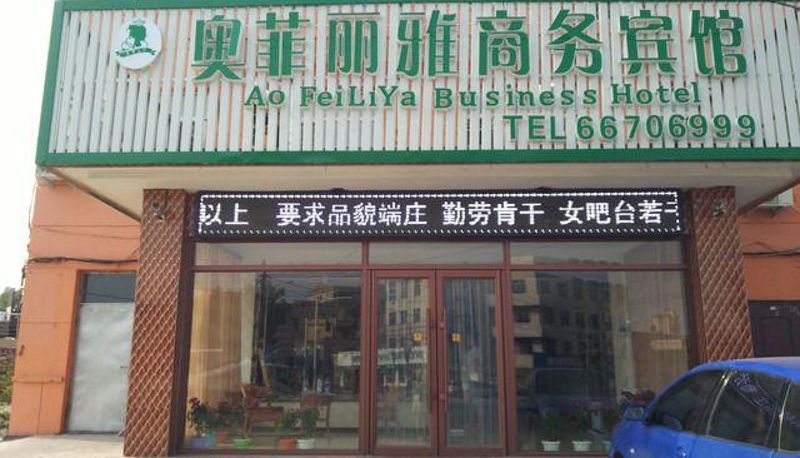 奥菲丽雅商务宾馆
Ao FeiLiYa Business Hotel
TEL 66706999
以上 要求品貌端庄 勤劳肯干 女吧台若